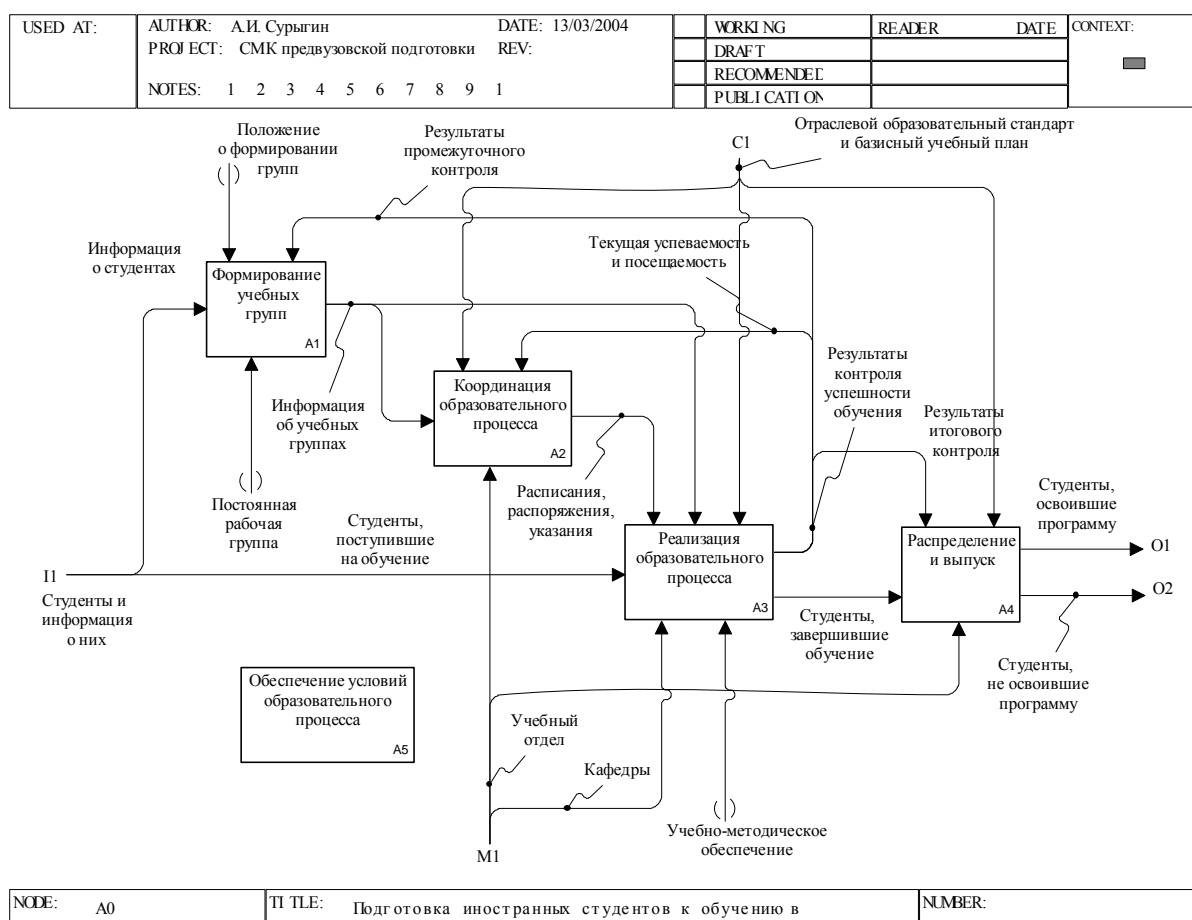 USED AT:
AUTHOR: А.И. Сурыгин
DATE: 13/03/2004
PROJECT: СМК предвузовской подготовки
REV:
NOTES: 1 2 3 4 5 6 7 8 9 1
WORKING
DRAFT
RECOMMENDED
PUBLICATION
READER
DATE
CONTEXT:
Положение
о формировании
групп
Результаты
промежуточного
контроля
C1
Отраслевой образовательный стандарт
и базисный учебный план
Информация
о студентах
Текущая успеваемость
и посещаемость
Формирование
учебных
групп
A1
Информация
об учебных
группах
Координация
образовательного
процесса
A2
Результаты
контроля
успешности
обучения
Результаты
итогового
контроля
Постоянная
рабочая
группа
Студенты,
поступившие
на обучение
Расписания,
распоряжения,
указания
Студенты,
освоившие
программу
Реализация
образовательного
процесса
A3
Распределение
и выпуск
A4
O1
O2
I1
Студенты и
информация
о них
Студенты,
завершившие
обучение
Студенты,
не освоившие
программу
Обеспечение условий
образовательного
процесса
A5
Учебный
отдел
Кафедры
Учебно-методическое
обеспечение
M1
NODE: A0
TITLE: Подготовка иностранных студентов к обучению в
NUMBER: